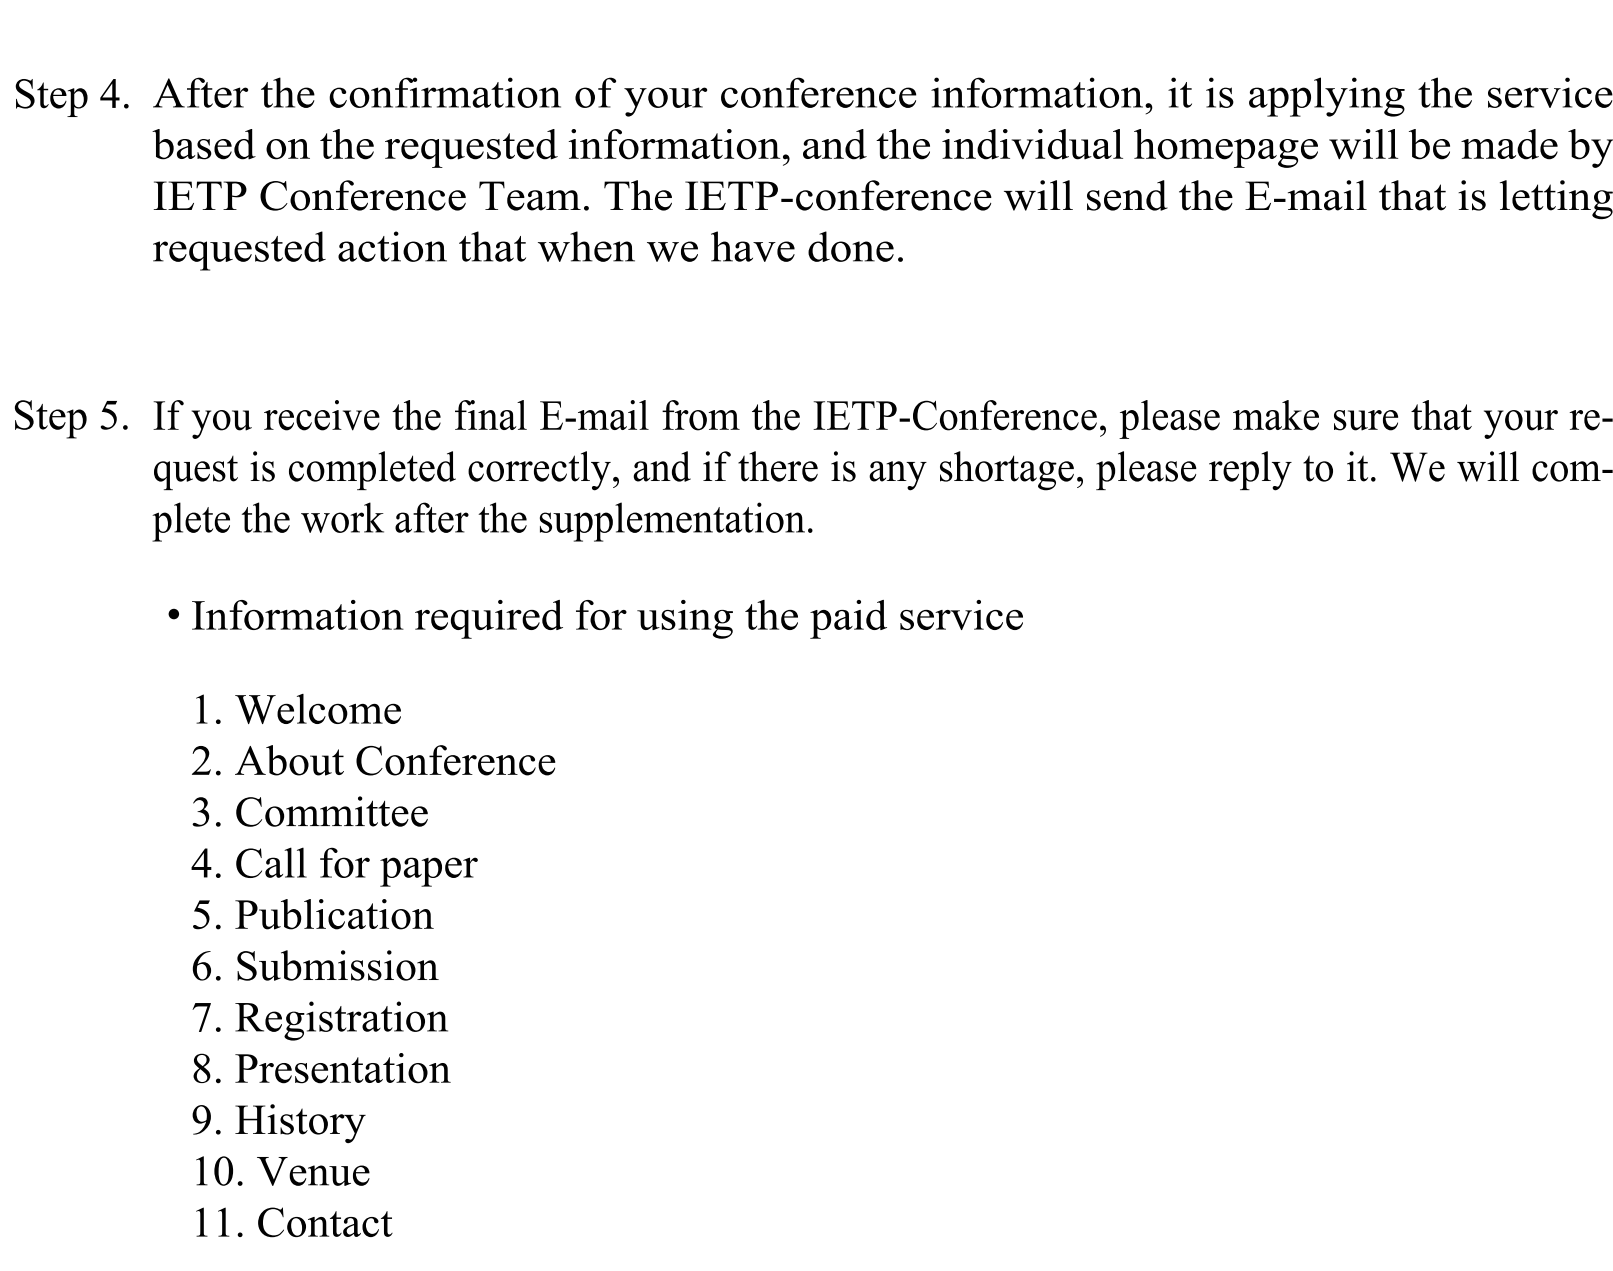 Step 4. After the confirmation of your conference information, it is applying the service
based on the requested information, and the individual homepage will be made by
IETP Conference Team. The IETP-conference will send the E-mail that is letting
requested action that when we have done.
Step 5. If you receive the final E-mail from the IETP-Conference, please make sure that your re-
quest is completed correctly, and if there is any shortage, please reply to it. We will com-
plete the work after the supplementation.
• Information required for using the paid service
1. Welcome
2. About Conference
3. Committee
4. Call for paper
5. Publication
6. Submission
7. Registration
8. Presentation
9. History
10. Venue
11. Contact